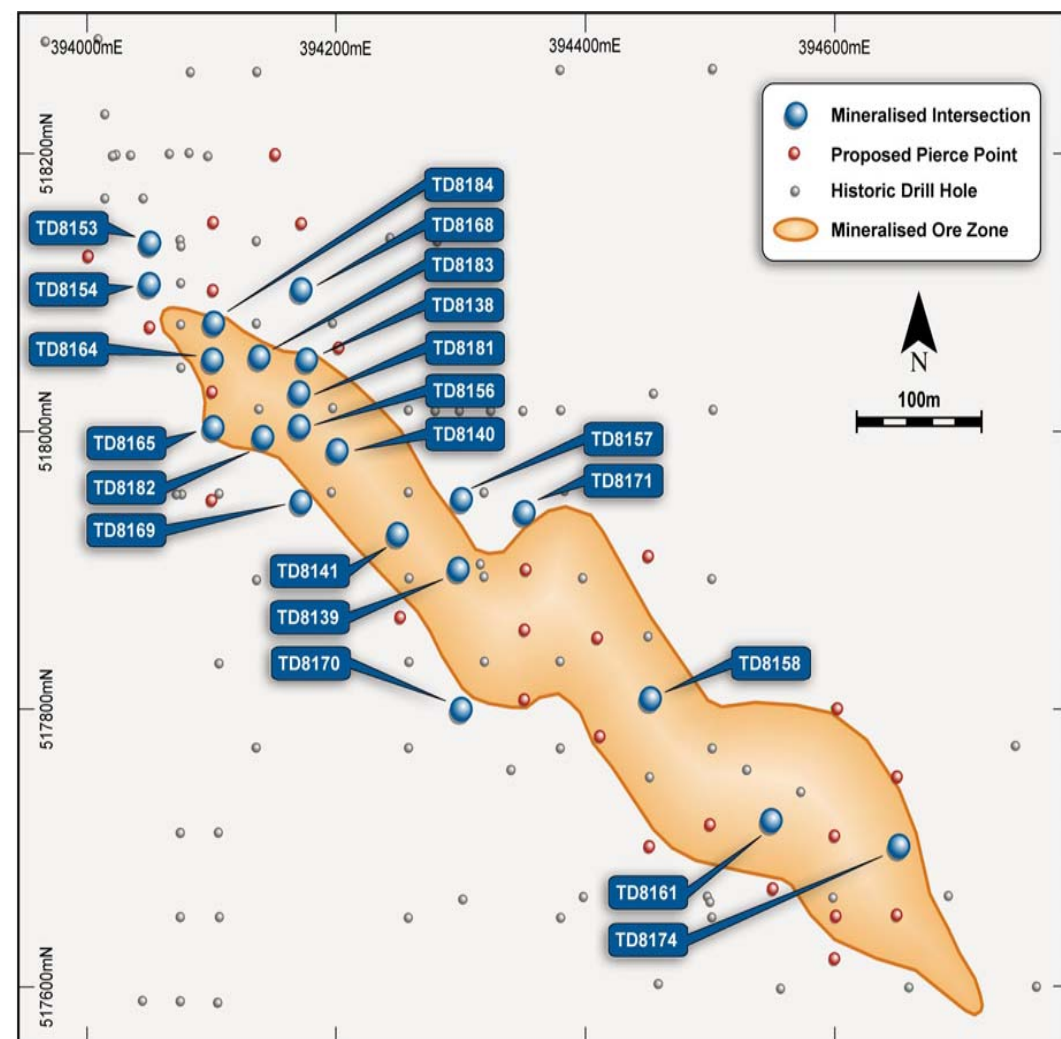 394000mE
394200mE
394400mE
394600mE
518200mN
518000mN
517800mN
517600mN
Mineralised Intersection
Proposed Pierce Point
Historic Drill Hole
Mineralised Ore Zone
N
100m
TD8184
TD8153
TD8168
TD8183
TD8154
TD8138
TD8164
TD8181
TD8156
TD8165
TD8140
TD8157
TD8182
TD8171
TD8169
TD8141
TD8139
TD8170
TD8158
TD8161
TD8174